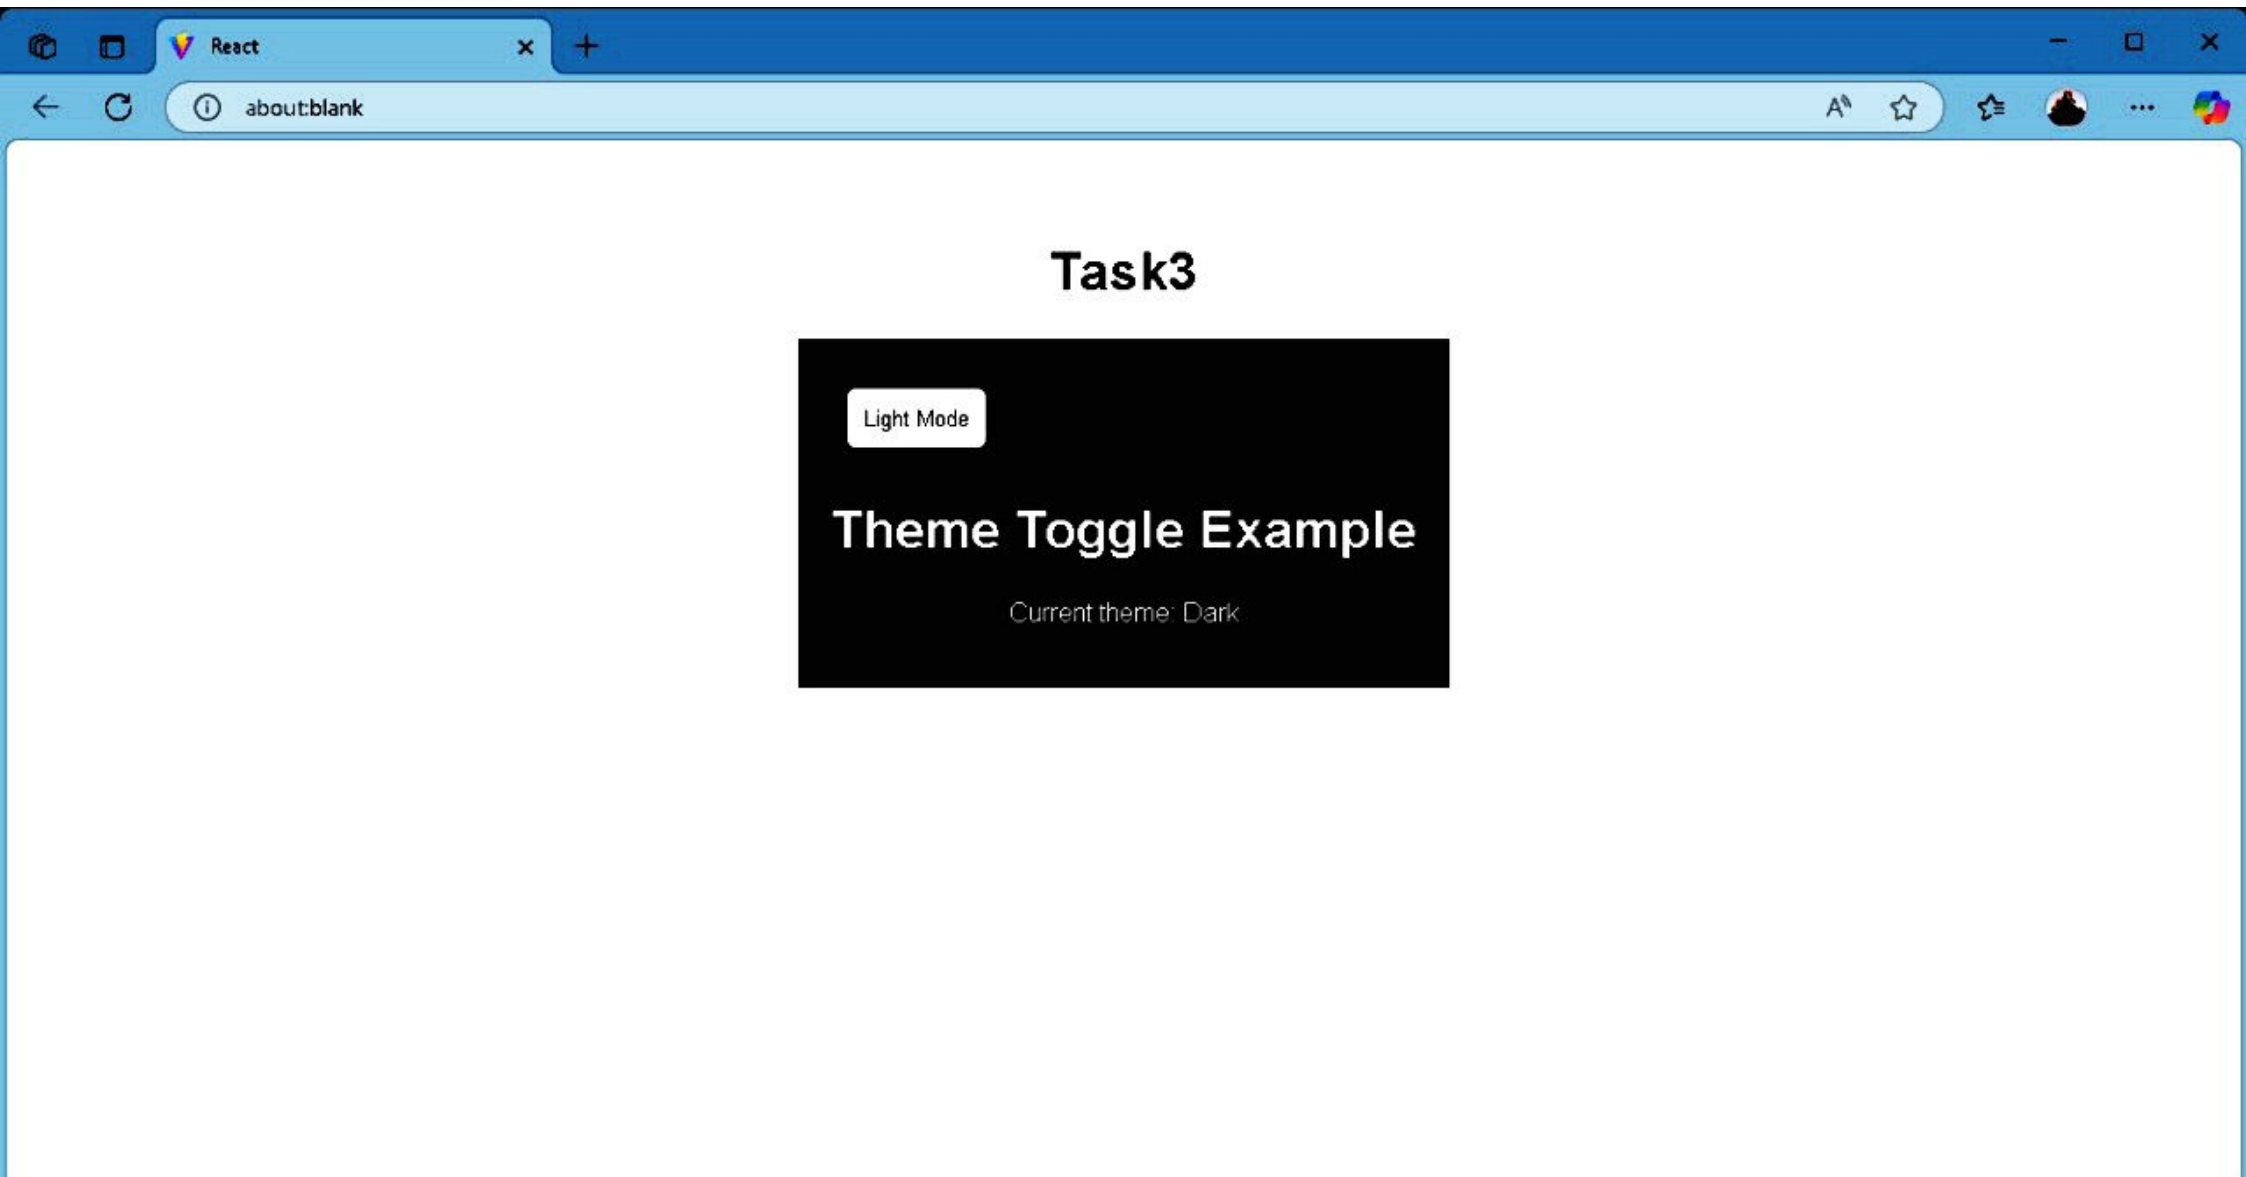 React
about:blank
Task3
Light Mode
Theme Toggle Example
Current theme: Dark